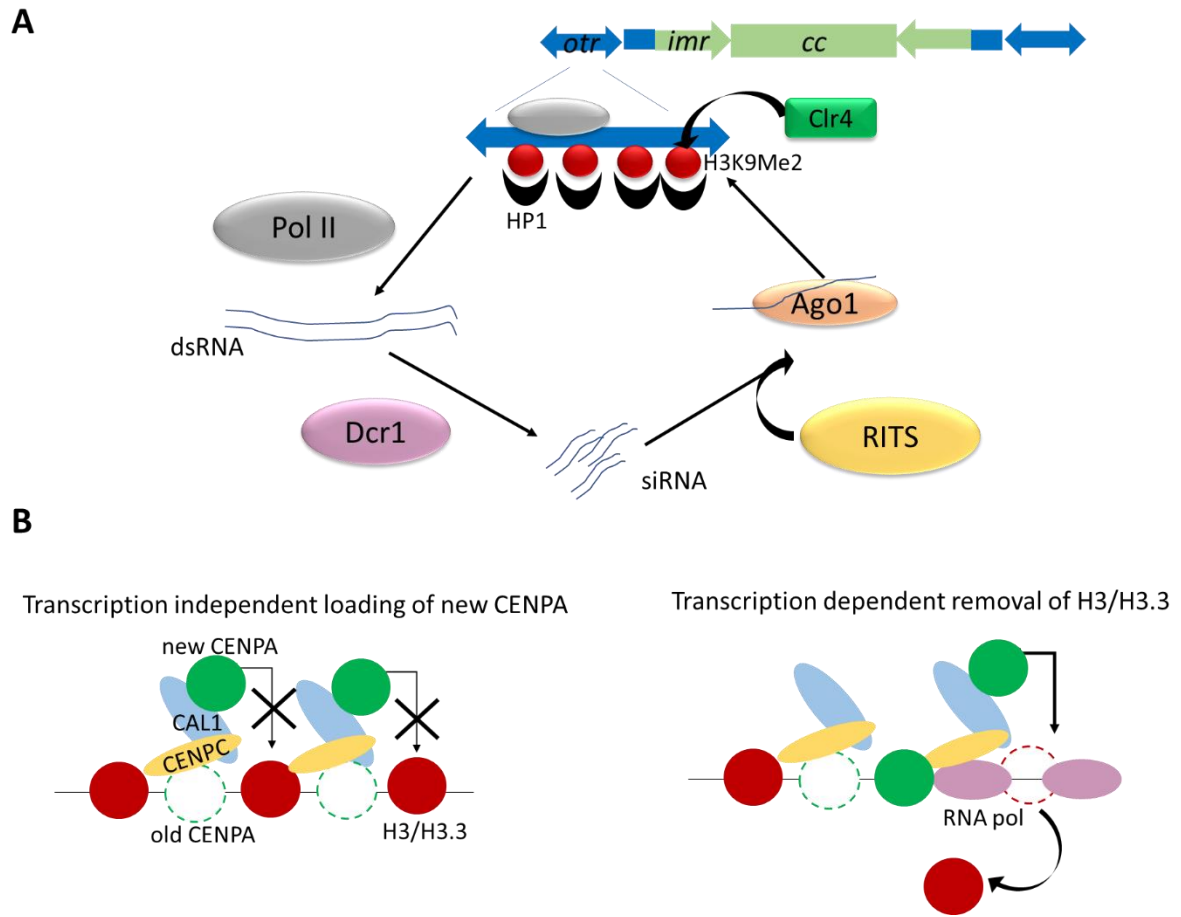 A
otr imr cc
Clr4
H3K9Me2
HP1
Pol II
Ago1
dsRNA
Dcr1
RITS
siRNA
B
Transcription independent loading of new CENPA
new CENPA
CAL1
CENPC
old CENPA
H3/H3.3
Transcription dependent removal of H3/H3.3
RNA pol